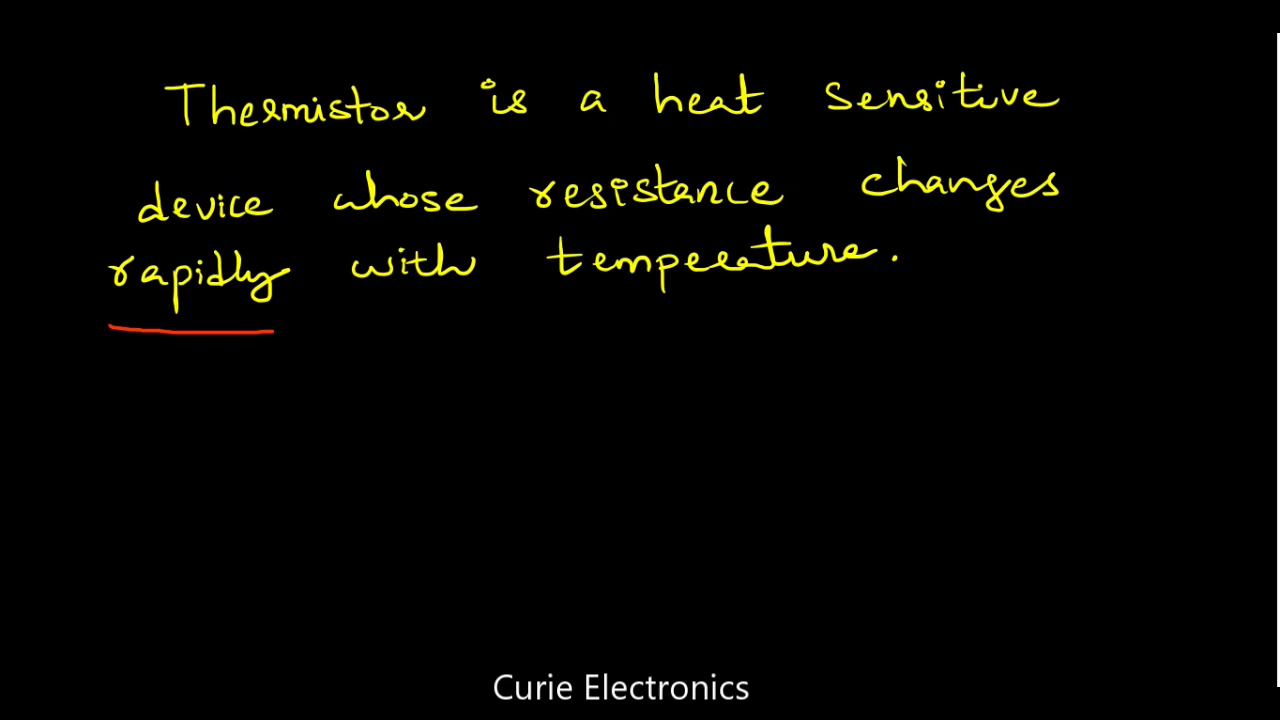 Thermistor is a heat sensitive
device whose resistance changes
rapidly with temperature.
Curie Electronics